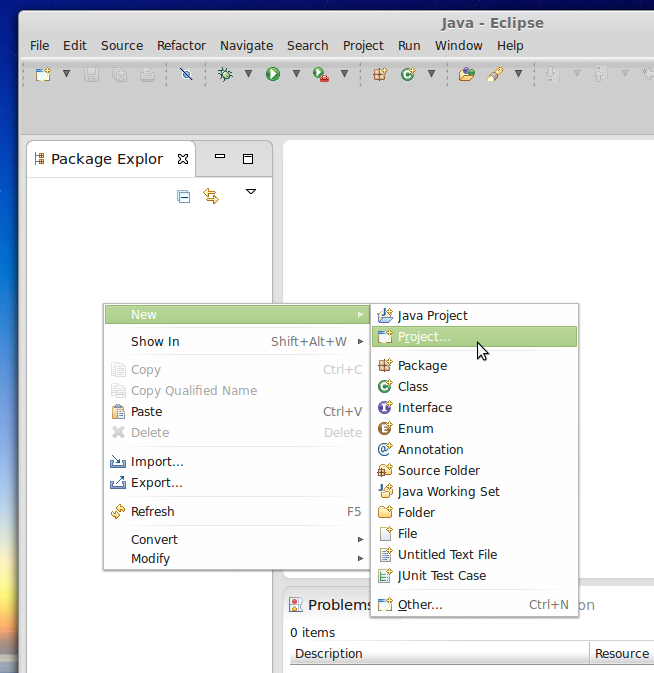 Java - Eclipse
File Edit Source Refactor Navigate Search Project Run Window Help
Package Explor
New
Show In Shift+Alt+W
Copy Ctrl+C
Copy Qualified Name
Paste Ctrl+V
Delete Delete
Import...
Export...
Refresh F5
Convert
Modify
Java Project
Project...
Package
Class
Interface
Enum
Annotation
Source Folder
Java Working Set
Folder
File
Untitled Text File
JUnit Test Case
Other... Ctrl+N
Problems
0 items
Description Resource